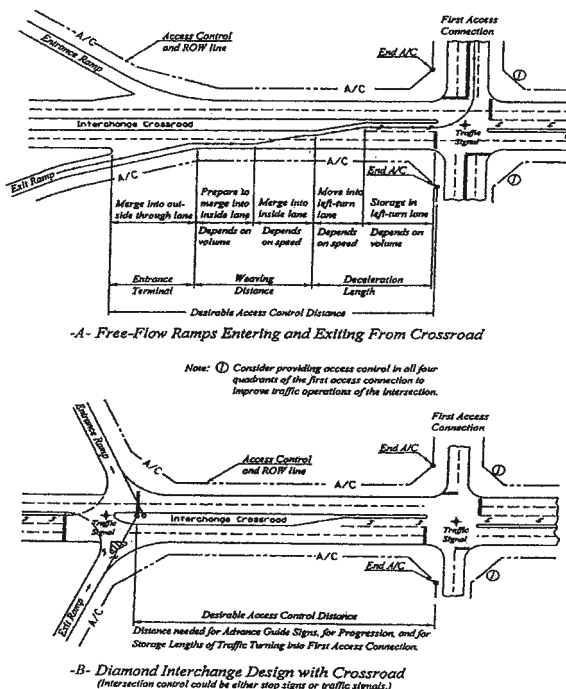 First Access
Connection
Entrance Ramp
A/C
Access Control
and ROW line
End A/C
①
A/C
Interchange Crossroad
Traffic
Signal
A/C
A/C
End A/C
①
Exit Ramp
Merge into out-
side through lane
Prepare to
merge into
inside lane
Merge into
inside lane
Move into
left-turn
lane
Storage in
left-turn lane
Depends on
volume
Depends
on speed
Depends
on speed
Depends on
volume
Entrance
Terminal
Weaving
Distance
Deceleration
Length
Desirable Access Control Distance
-A- Free-Flow Ramps Entering and Exiting From Crossroad
Note: ① Consider providing access control in all four
quadrants of the first access connection to
improve traffic operations of the intersection.
First Access
Connection
Entrance Ramp
A/C
Access Control
and ROW line
End A/C
①
A/C
Traffic
Signal
Interchange Crossroad
Traffic
Signal
A/C
A/C
End A/C
①
Exit Ramp
Desirable Access Control Distance
Distance needed for Advance Guide Signs, for Progression, and for
Storage Lengths of Traffic Turning into First Access Connection.
-B- Diamond Interchange Design with Crossroad
(Intersection control could be either stop signs or traffic signals.)